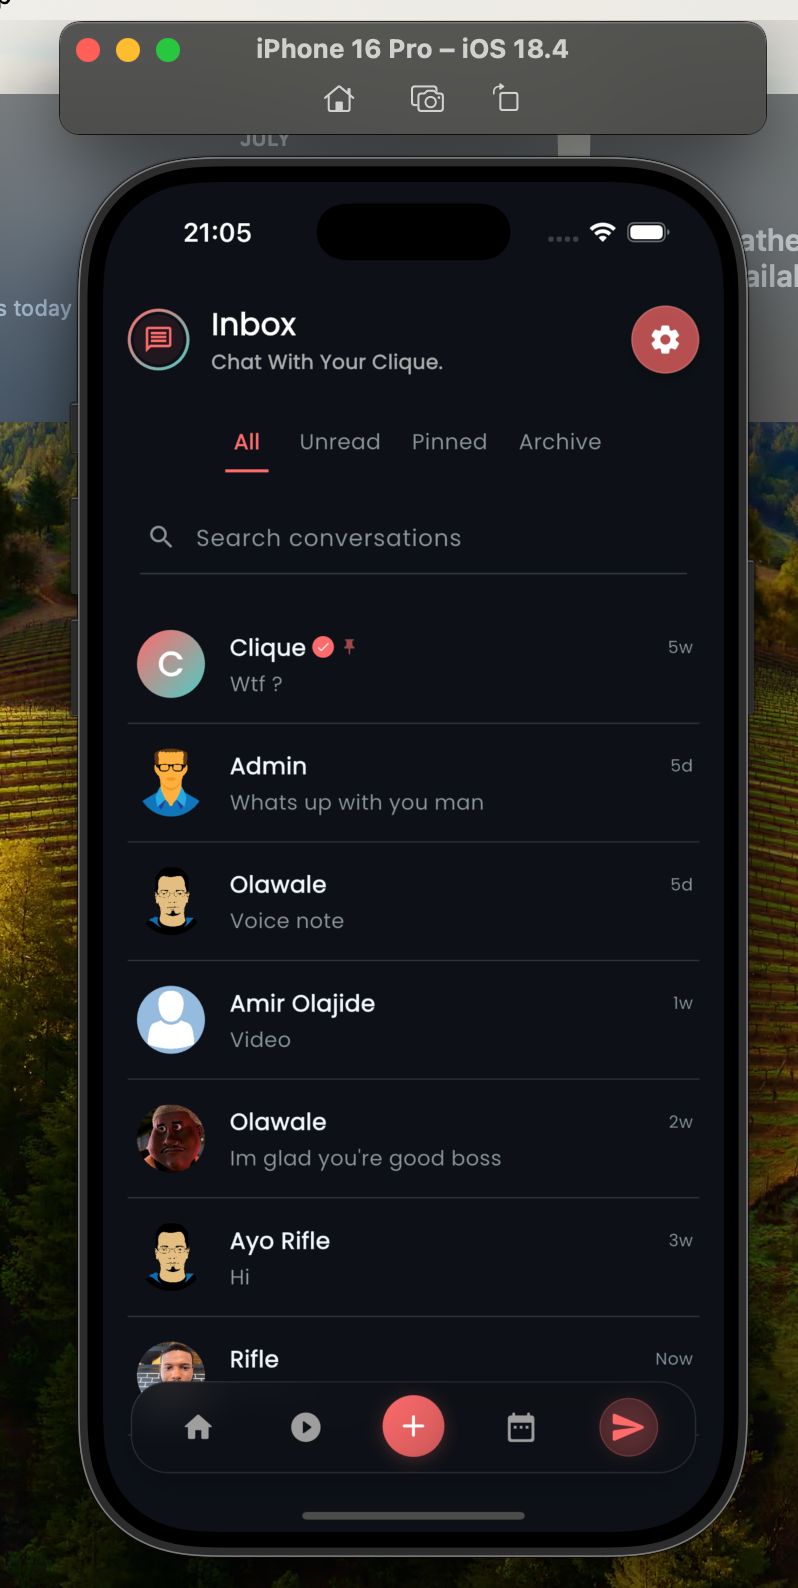 iPhone 16 Pro – iOS 18.4
JULY
s today
21:05
Inbox
Chat With Your Clique.
All Unread Pinned Archive
Search conversations
C
Clique 5w
Wtf ?
Admin 5d
Whats up with you man
Olawale 5d
Voice note
Amir Olajide 1w
Video
Olawale 2w
Im glad you're good boss
Ayo Rifle 3w
Hi
Rifle Now